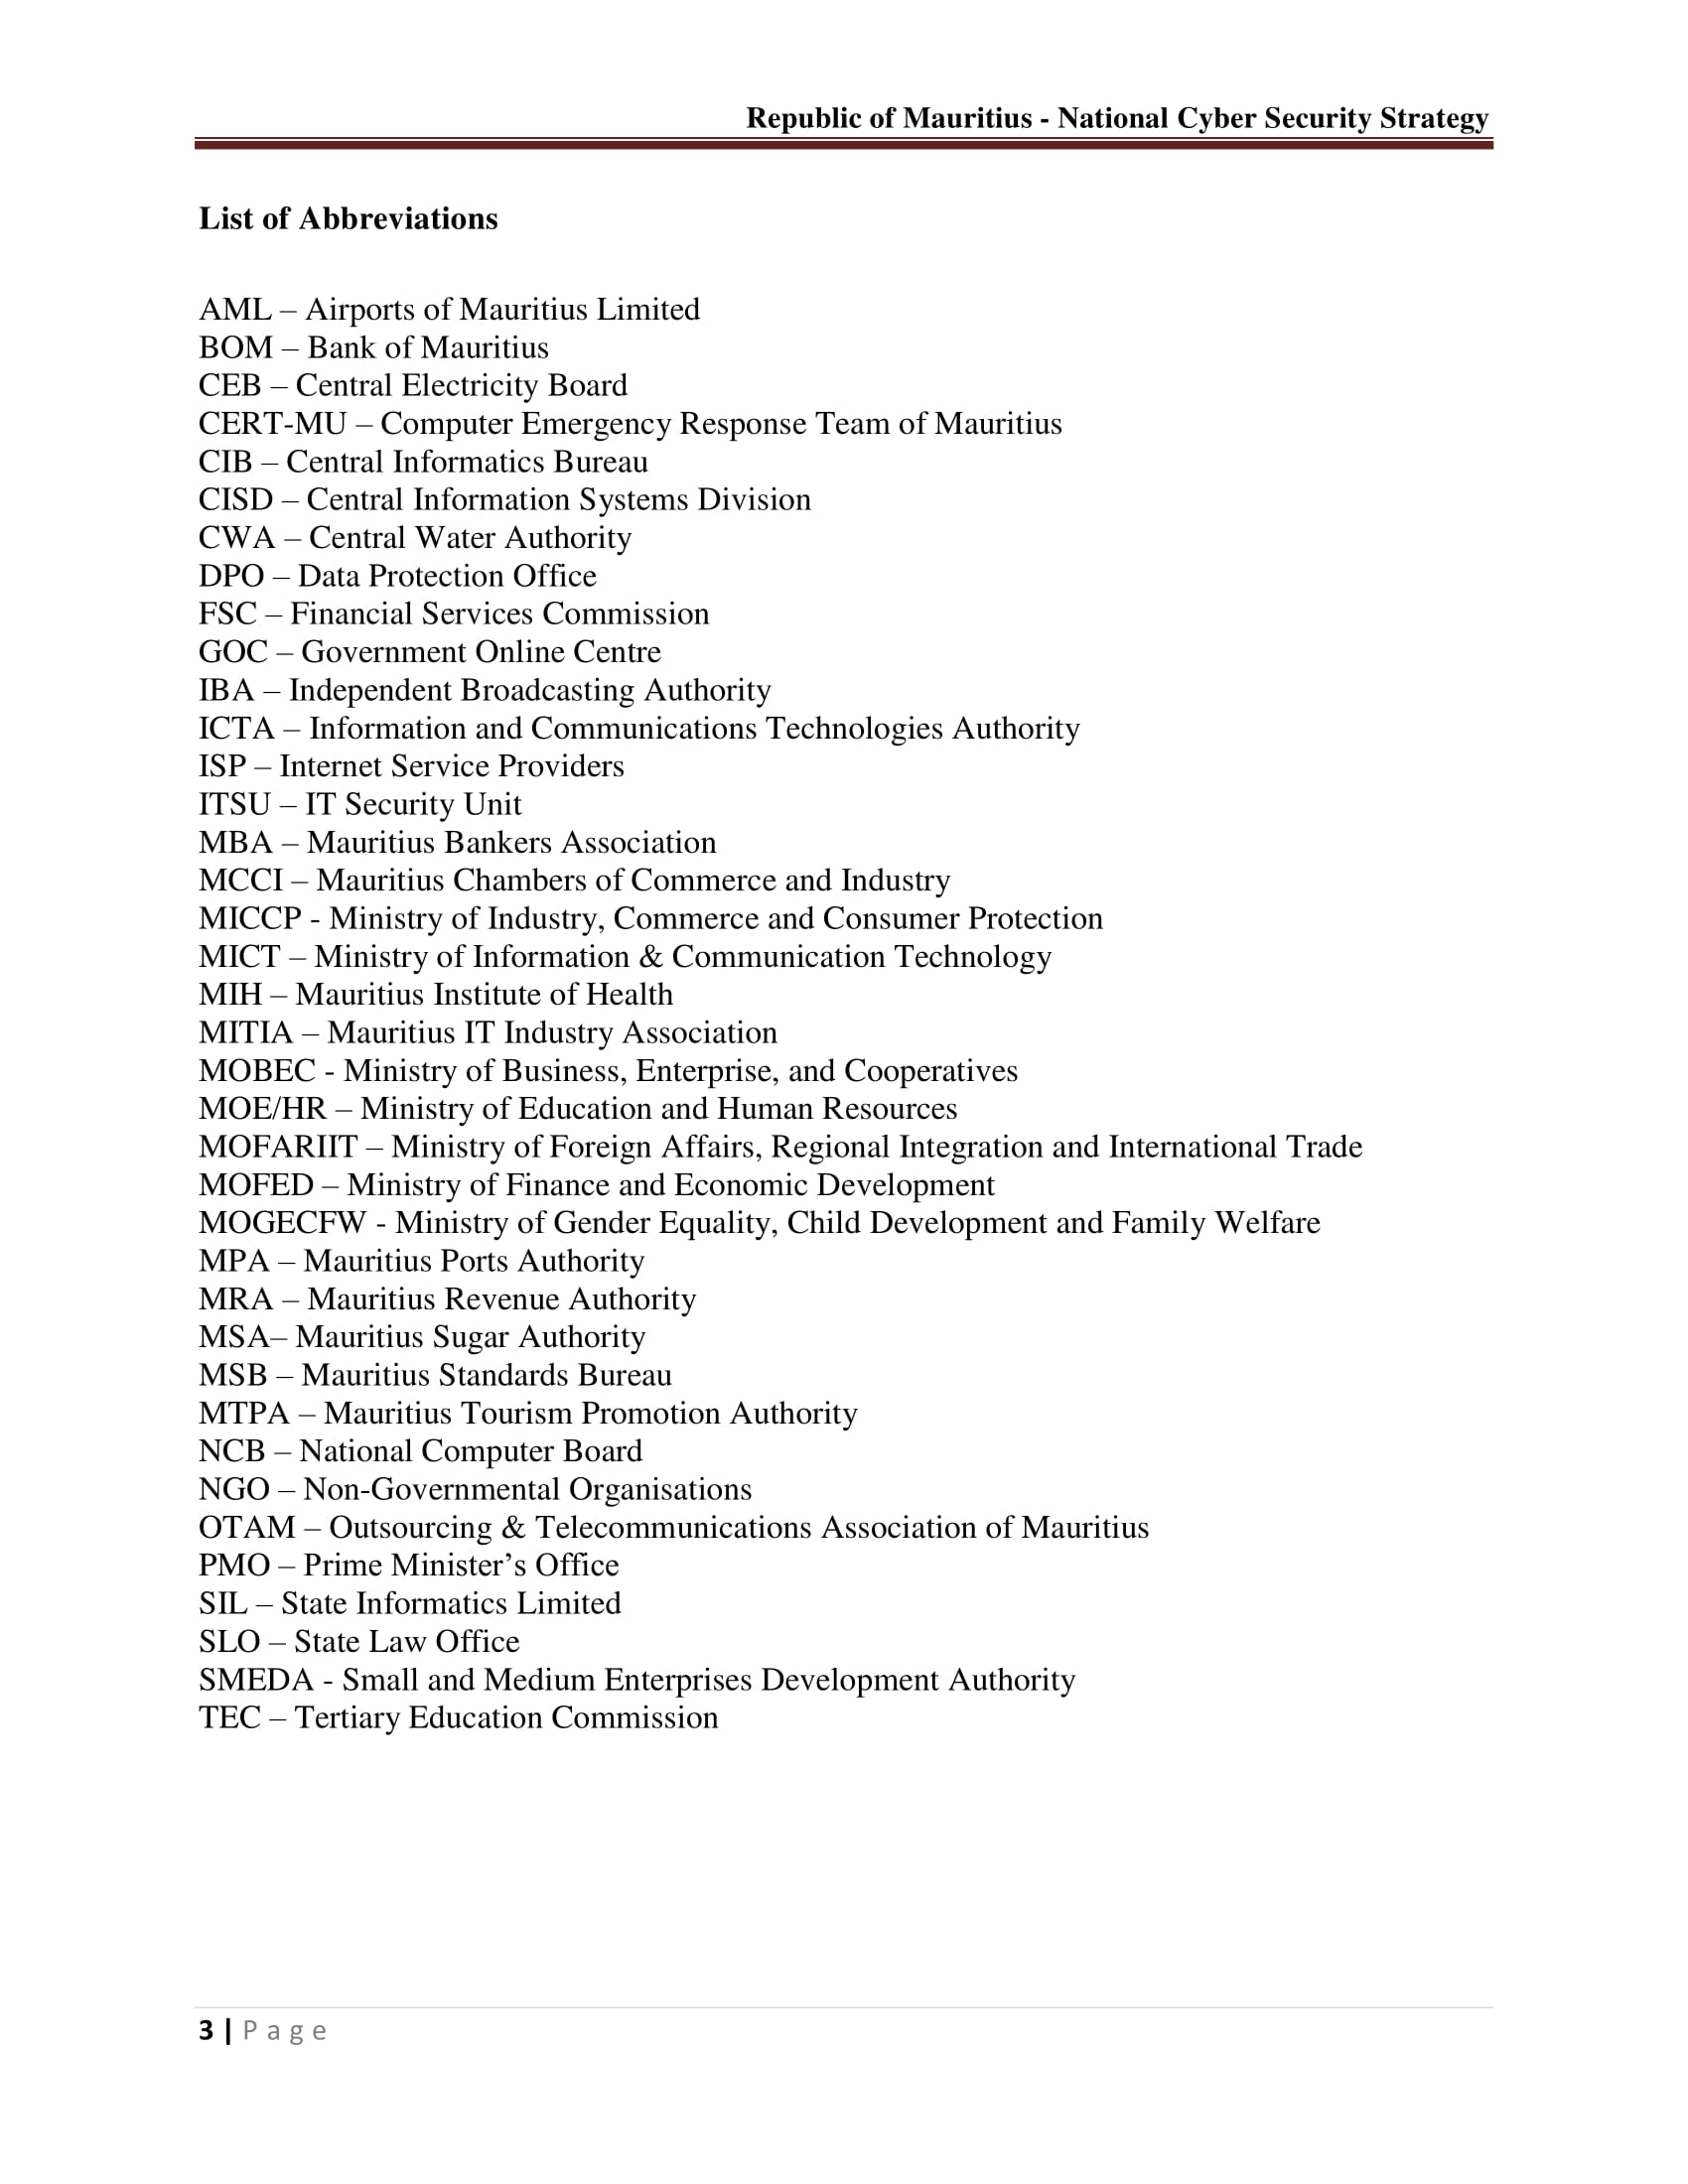 Republic of Mauritius - National Cyber Security Strategy
List of Abbreviations
AML – Airports of Mauritius Limited
BOM – Bank of Mauritius
CEB – Central Electricity Board
CERT-MU – Computer Emergency Response Team of Mauritius
CIB – Central Informatics Bureau
CISD – Central Information Systems Division
CWA – Central Water Authority
DPO – Data Protection Office
FSC – Financial Services Commission
GOC – Government Online Centre
IBA – Independent Broadcasting Authority
ICTA – Information and Communications Technologies Authority
ISP – Internet Service Providers
ITSU – IT Security Unit
MBA – Mauritius Bankers Association
MCCI – Mauritius Chambers of Commerce and Industry
MICCP - Ministry of Industry, Commerce and Consumer Protection
MICT – Ministry of Information & Communication Technology
MIH – Mauritius Institute of Health
MITIA – Mauritius IT Industry Association
MOBEC - Ministry of Business, Enterprise, and Cooperatives
MOE/HR – Ministry of Education and Human Resources
MOFARIIT – Ministry of Foreign Affairs, Regional Integration and International Trade
MOFED – Ministry of Finance and Economic Development
MOGECFW - Ministry of Gender Equality, Child Development and Family Welfare
MPA – Mauritius Ports Authority
MRA – Mauritius Revenue Authority
MSA– Mauritius Sugar Authority
MSB – Mauritius Standards Bureau
MTPA – Mauritius Tourism Promotion Authority
NCB – National Computer Board
NGO – Non-Governmental Organisations
OTAM – Outsourcing & Telecommunications Association of Mauritius
PMO – Prime Minister’s Office
SIL – State Informatics Limited
SLO – State Law Office
SMEDA - Small and Medium Enterprises Development Authority
TEC – Tertiary Education Commission
3 | Page